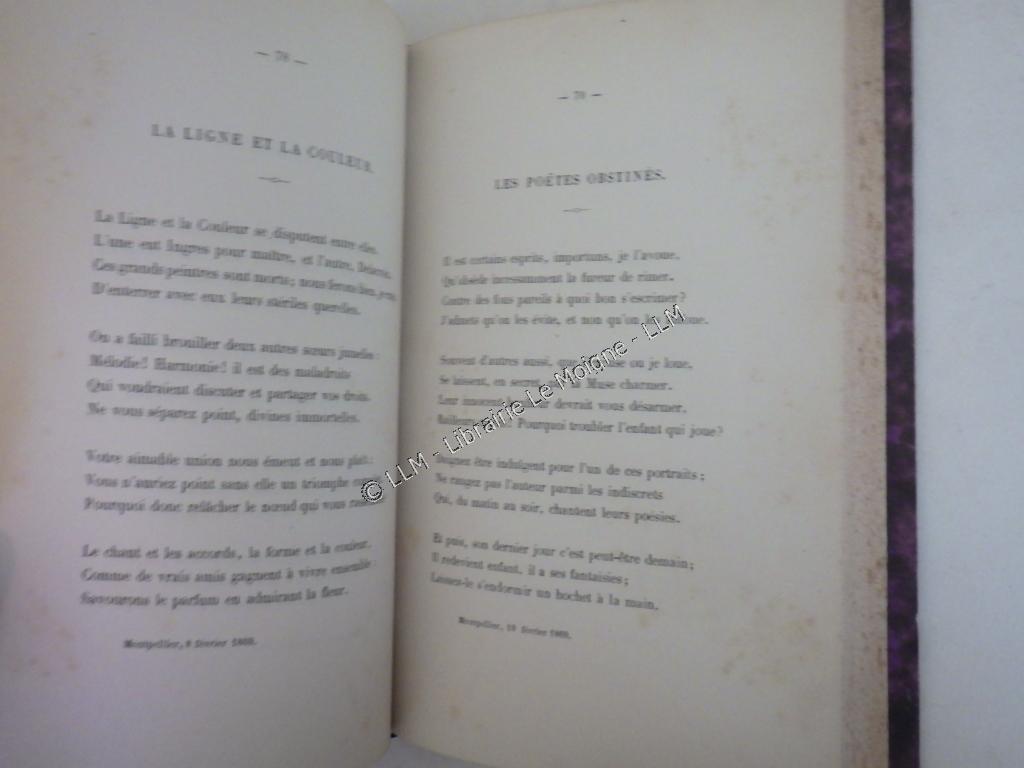 — 78 —
LA LIGNE ET LA COULEUR.
La Ligne et la Couleur se disputent entre elles.
L'une eut Ingres pour maître, et l'autre,
Ces grands peintres sont morts; nous ferons bien,
D'enterrer avec eux leurs stériles querelles.
On a failli brouiller deux autres sœurs jumelles:
Mélodie! Harmonie! il est des maladroits
Qui voudraient discuter et partager vos droits.
Ne vous séparez point, divines immortelles.
Votre aimable union nous émeut et nous plaît:
Vous n'auriez point sans elle un triomphe
Pourquoi donc relâcher le nœud qui vous
Le chant et les accords, la forme et la couleur,
Comme de vrais amis gagnent à vivre ensemble
Savourons le parfum en admirant la fleur.
Montpellier, février 1869.
— 79 —
LES POËTES OBSTINÉS.
Il est certains esprits, importuns, je l'avoue,
Qu'obsède incessamment la fureur de rimer.
Contre des fous pareils à quoi bon s'escrimer?
J'admets qu'on les évite, et non qu'on les
Souvent d'autres aussi, que ou je loue,
Se laissent, en secret, Muse charmer.
Leur innocent devrait vous désarmer.
Pourquoi troubler l'enfant qui joue?
Daignez être indulgent pour l'un de ces portraits;
Ne rangez pas l'auteur parmi les indiscrets
Qui, du matin au soir, chantent leurs poésies.
Et puis, son dernier jour c'est peut-être demain;
Il redevient enfant, il a ses fantaisies;
Laissez-le s'endormir un hochet à la main.
Montpellier, février 1869.
© LLM - Librairie Le Moigne - LLM